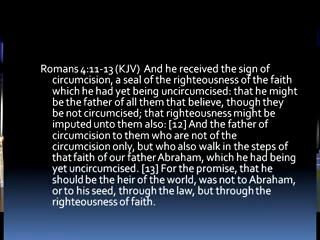 Romans 4:11-13 (KJV)  And he received the sign of
circumcision, a seal of the righteousness of the faith
which he had yet being uncircumcised: that he might
be the father of all them that believe, though they
be not circumcised; that righteousness might be
imputed unto them also: [12] And the father of
circumcision to them who are not of the
circumcision only, but who also walk in the steps of
that faith of our father Abraham, which he had being
yet uncircumcised. [13] For the promise, that he
should be the heir of the world, was not to Abraham,
or to his seed, through the law, but through the
righteousness of faith.